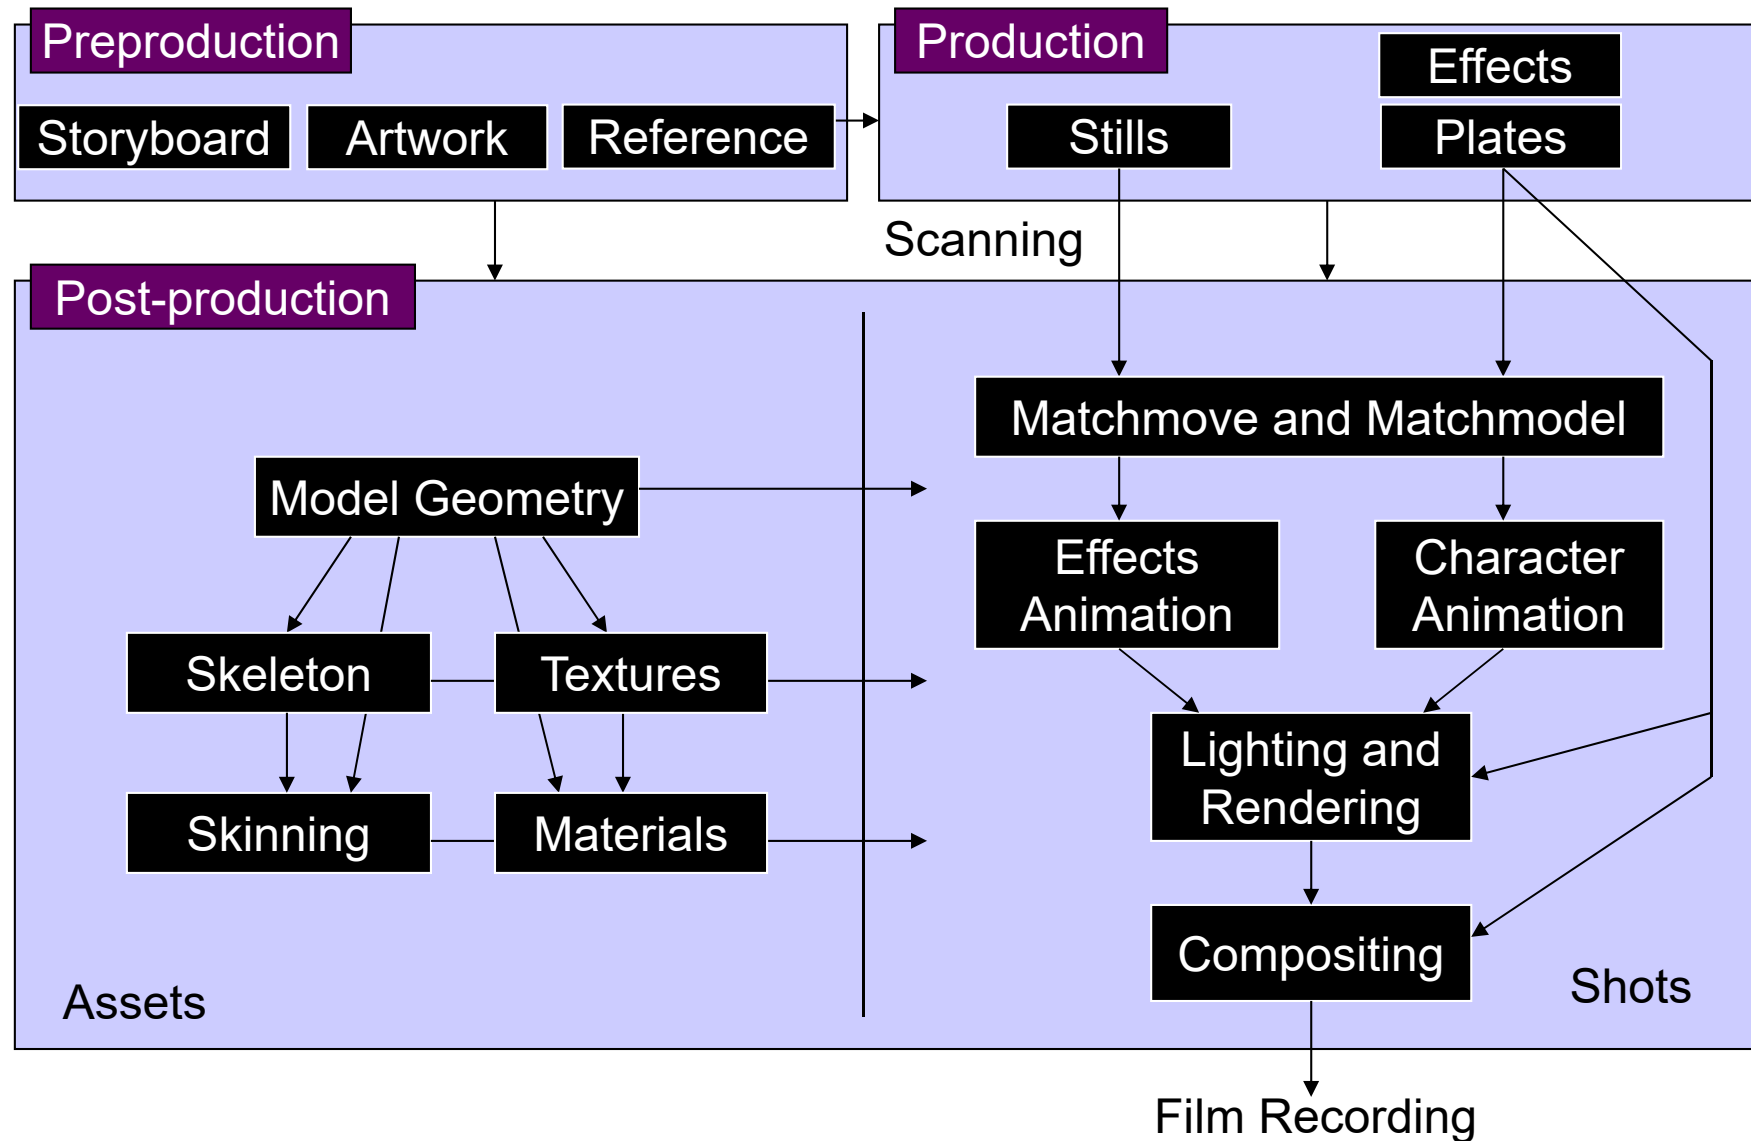 Preproduction
Storyboard
Artwork
Reference
Production
Effects
Stills
Plates
Scanning
Post-production
Matchmove and Matchmodel
Model Geometry
Effects
Animation
Character
Animation
Skeleton
Textures
Lighting and
Rendering
Skinning
Materials
Compositing
Assets
Shots
Film Recording